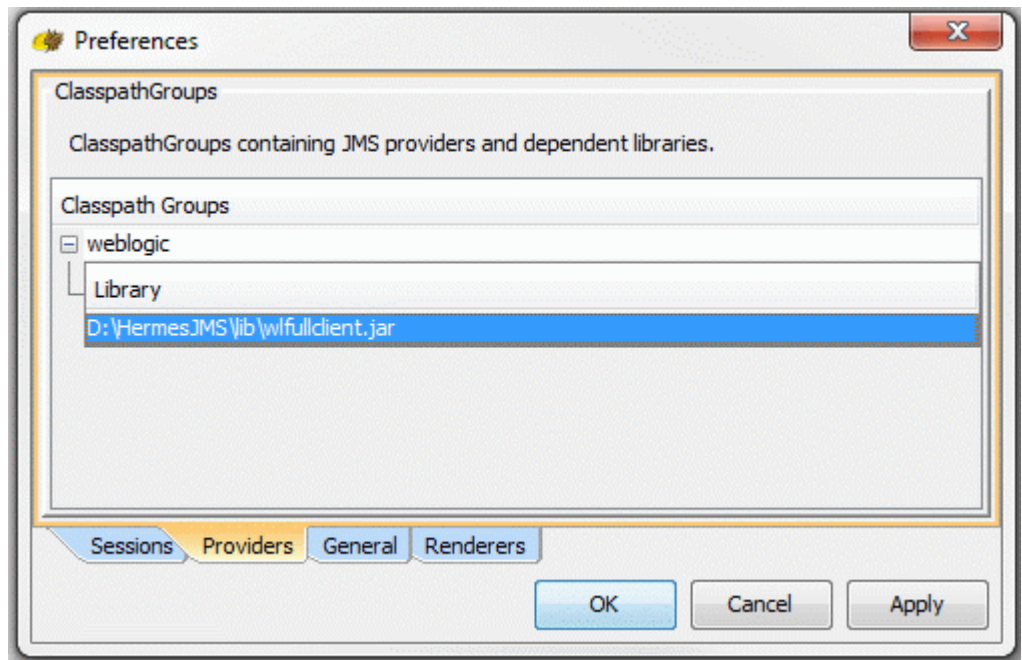 Preferences
ClasspathGroups
ClasspathGroups containing JMS providers and dependent libraries.
Classpath Groups
weblogic
Library
D:\HermesJMS\lib\wlfullclient.jar
Sessions Providers General Renderers
OK Cancel Apply